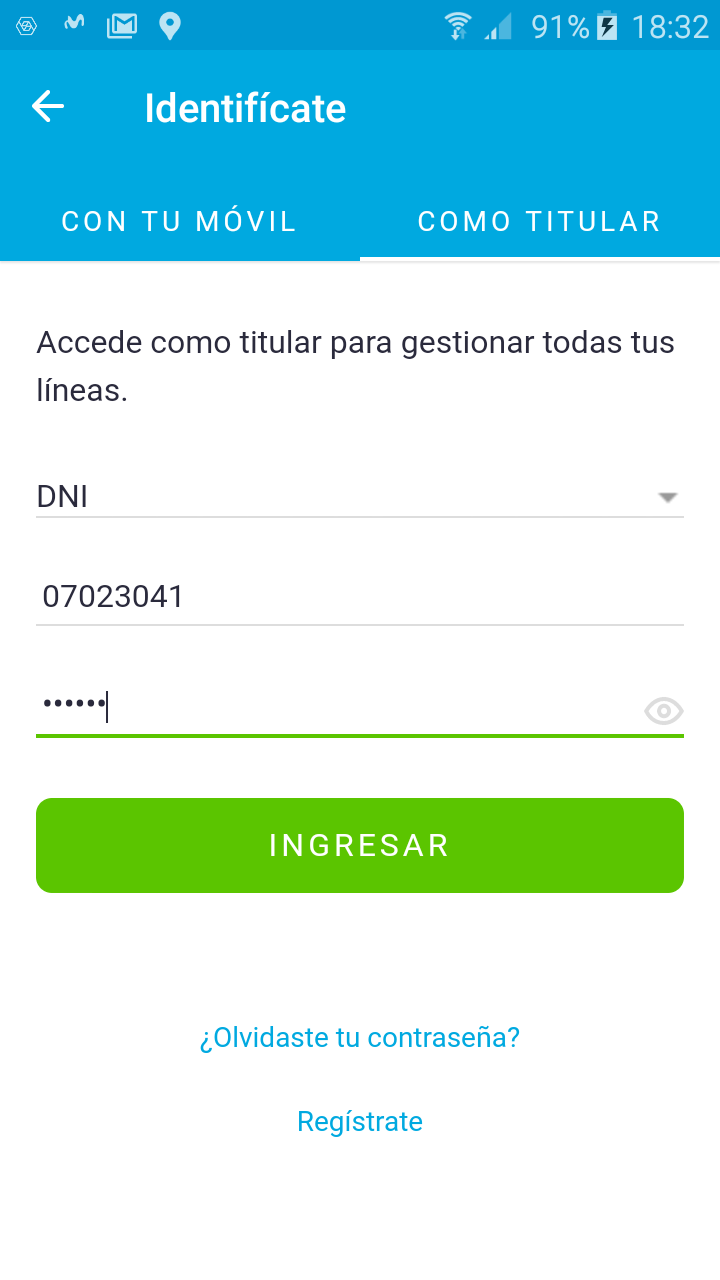 91% 18:32
Identifícate
CON TU MÓVIL COMO TITULAR
Accede como titular para gestionar todas tus
líneas.
DNI
07023041
••••••
INGRESAR
¿Olvidaste tu contraseña?
Regístrate